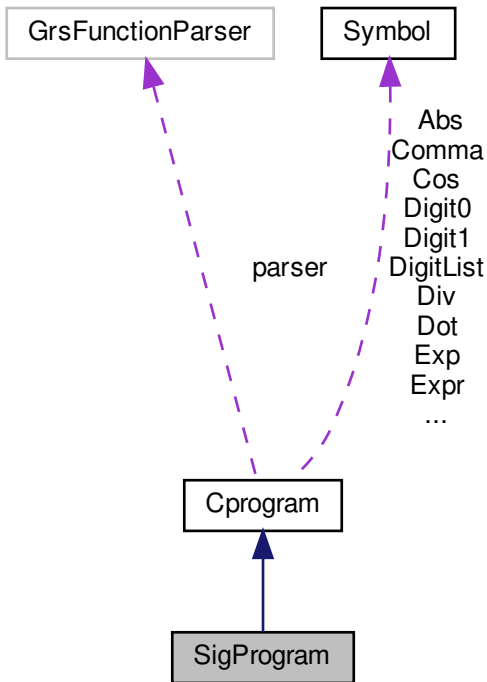 GrsFunctionParser
Symbol
Abs
Comma
Cos
Digit0
Digit1
DigitList
Div
Dot
Exp
Expr
...
parser
Cprogram
SigProgram